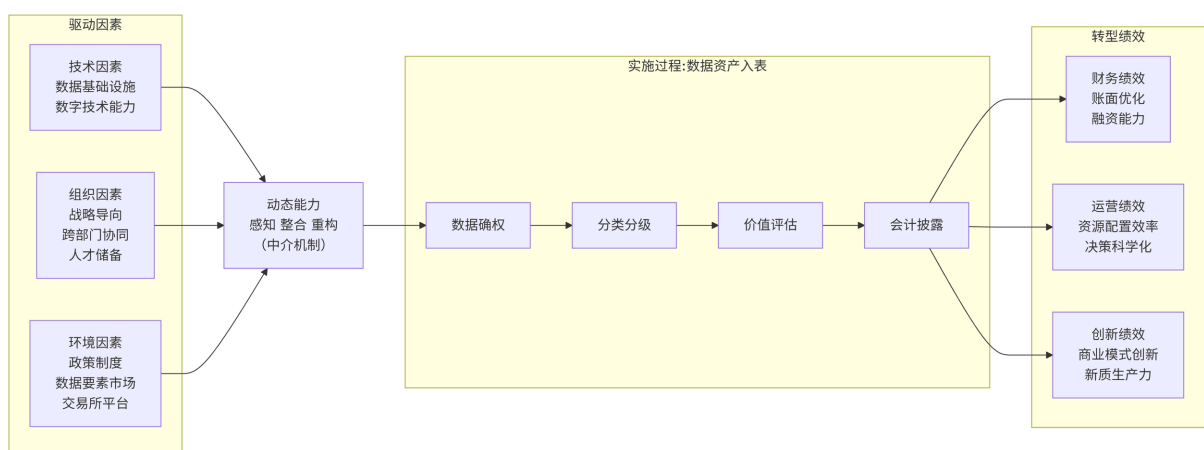 驱动因素
技术因素
数据基础设施
数字技术能力
组织因素
战略导向
跨部门协同
人才储备
环境因素
政策制度
数据要素市场
交易所平台
动态能力
感知 整合 重构
（中介机制）
实施过程:数据资产入表
数据确权
分类分级
价值评估
会计披露
转型绩效
财务绩效
账面优化
融资能力
运营绩效
资源配置效率
决策科学化
创新绩效
商业模式创新
新质生产力